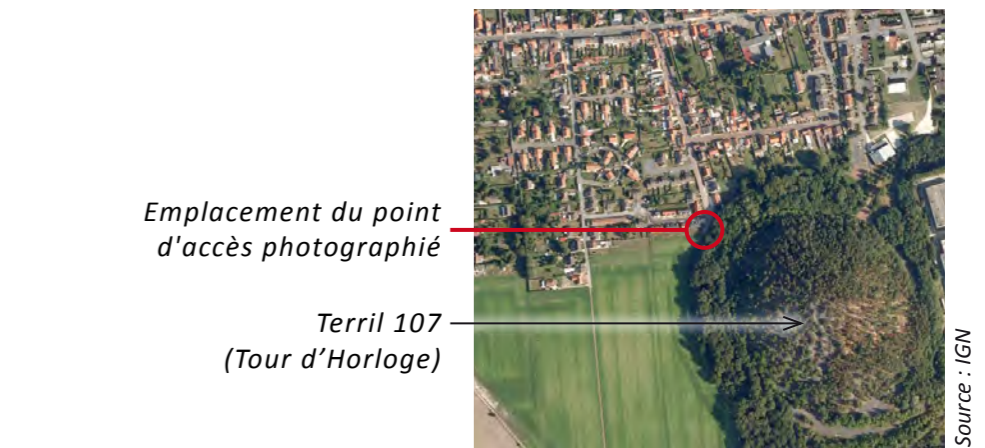 Emplacement du point
d'accès photographié
Terril 107
(Tour d’Horloge)
Source : IGN